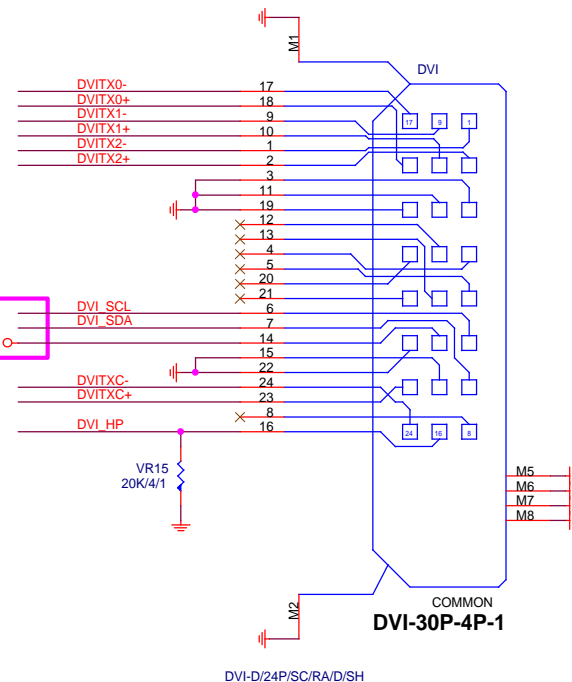 M1
DVI
DVITX0- 17
DVITX0+ 18
DVITX1- 9
DVITX1+ 10
DVITX2- 1
DVITX2+ 2
17 9 1
3
11
19
12
13
4
5
20
21
DVI_SCL 6
DVI_SDA 7
14
15
22
DVITXC- 24
DVITXC+ 23
8
DVI_HP 16
24 16 8
VR15
20K/4/1
M5
M6
M7
M8
M2
COMMON
DVI-30P-4P-1
DVI-D/24P/SC/RA/D/SH